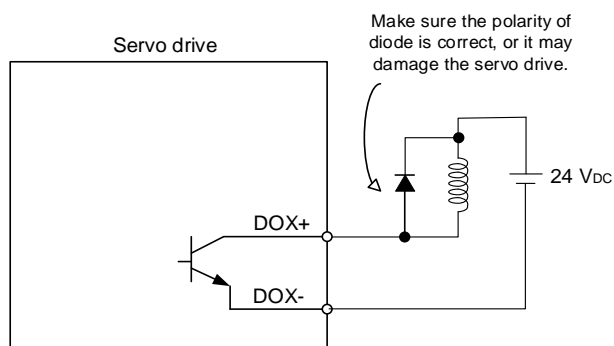 Make sure the polarity of
diode is correct, or it may
damage the servo drive.
Servo drive
24 VDC
DOX+
DOX-